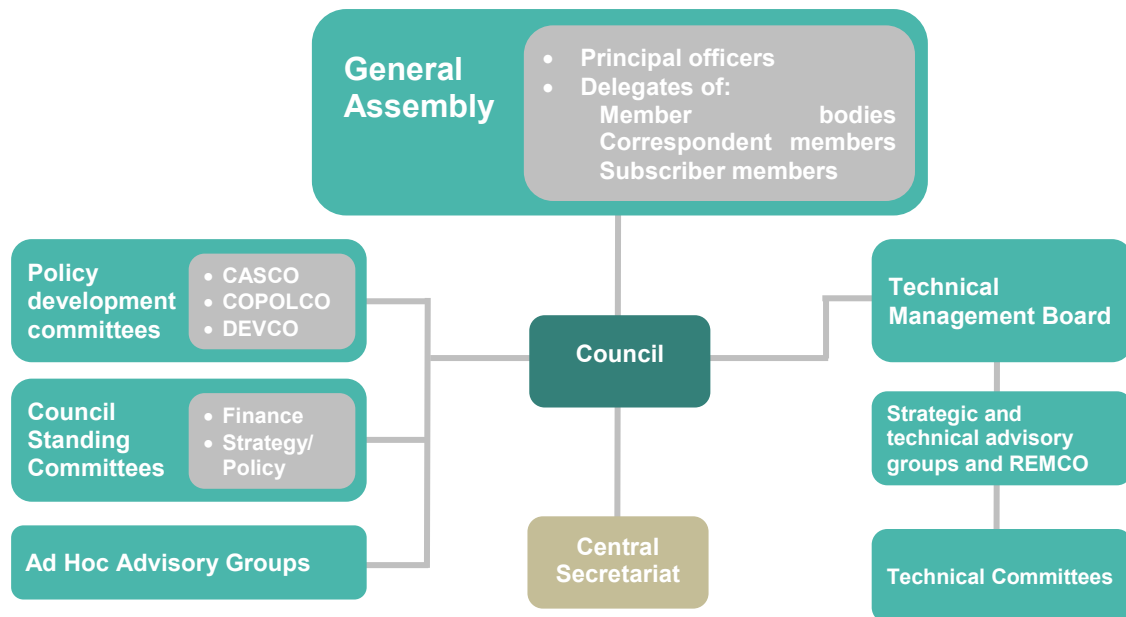 General
Assembly
• Principal officers
• Delegates of:
Member bodies
Correspondent members
Subscriber members
Policy
development
committees
• CASCO
• COPOLCO
• DEVCO
Council
Standing
Committees
• Finance
• Strategy/
Policy
Ad Hoc Advisory Groups
Council
Central
Secretariat
Technical
Management Board
Strategic and
technical advisory
groups and REMCO
Technical Committees